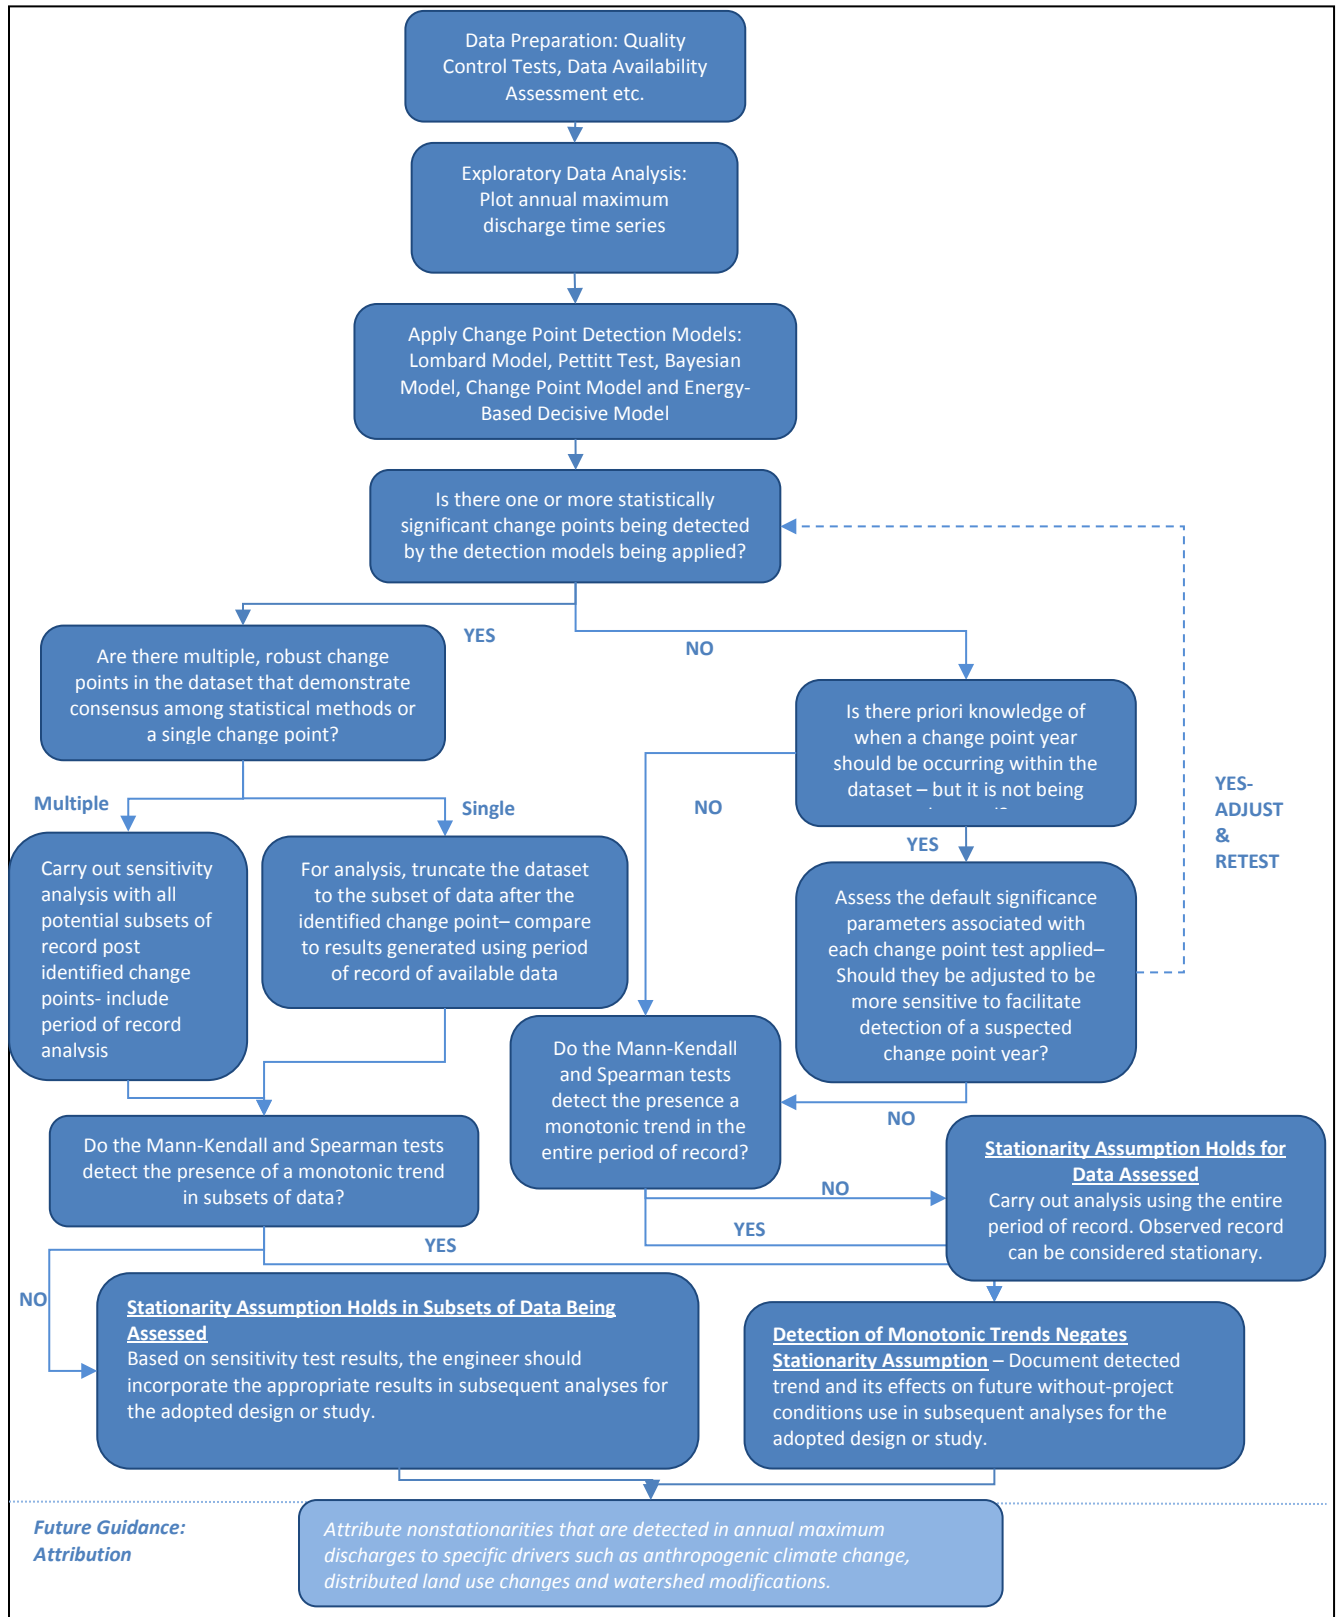 Data Preparation: Quality
Control Tests, Data Availability
Assessment etc.
Exploratory Data Analysis:
Plot annual maximum
discharge time series
Apply Change Point Detection Models:
Lombard Model, Pettitt Test, Bayesian
Model, Change Point Model and Energy-
Based Decisive Model
Is there one or more statistically
significant change points being detected
by the detection models being applied?
YES
NO
Are there multiple, robust change
points in the dataset that demonstrate
consensus among statistical methods or
a single change point?
Is there priori knowledge of
when a change point year
should be occurring within the
dataset – but it is not being
YES-
ADJUST
&
RETEST
Multiple
Single
NO
YES
Carry out sensitivity
analysis with all
potential subsets of
record post
identified change
points- include
period of record
analysis
For analysis, truncate the dataset
to the subset of data after the
identified change point– compare
to results generated using period
of record of available data
Assess the default significance
parameters associated with
each change point test applied–
Should they be adjusted to be
more sensitive to facilitate
detection of a suspected
change point year?
Do the Mann-Kendall
and Spearman tests
detect the presence a
monotonic trend in the
entire period of record?
NO
Do the Mann-Kendall and Spearman tests
detect the presence of a monotonic trend
in subsets of data?
Stationarity Assumption Holds for
Data Assessed
Carry out analysis using the entire
period of record. Observed record
can be considered stationary.
NO
YES
YES
NO
Stationarity Assumption Holds in Subsets of Data Being
Assessed
Based on sensitivity test results, the engineer should
incorporate the appropriate results in subsequent analyses for
the adopted design or study.
Detection of Monotonic Trends Negates
Stationarity Assumption – Document detected
trend and its effects on future without-project
conditions use in subsequent analyses for the
adopted design or study.
Future Guidance:
Attribution
Attribute nonstationarities that are detected in annual maximum
discharges to specific drivers such as anthropogenic climate change,
distributed land use changes and watershed modifications.